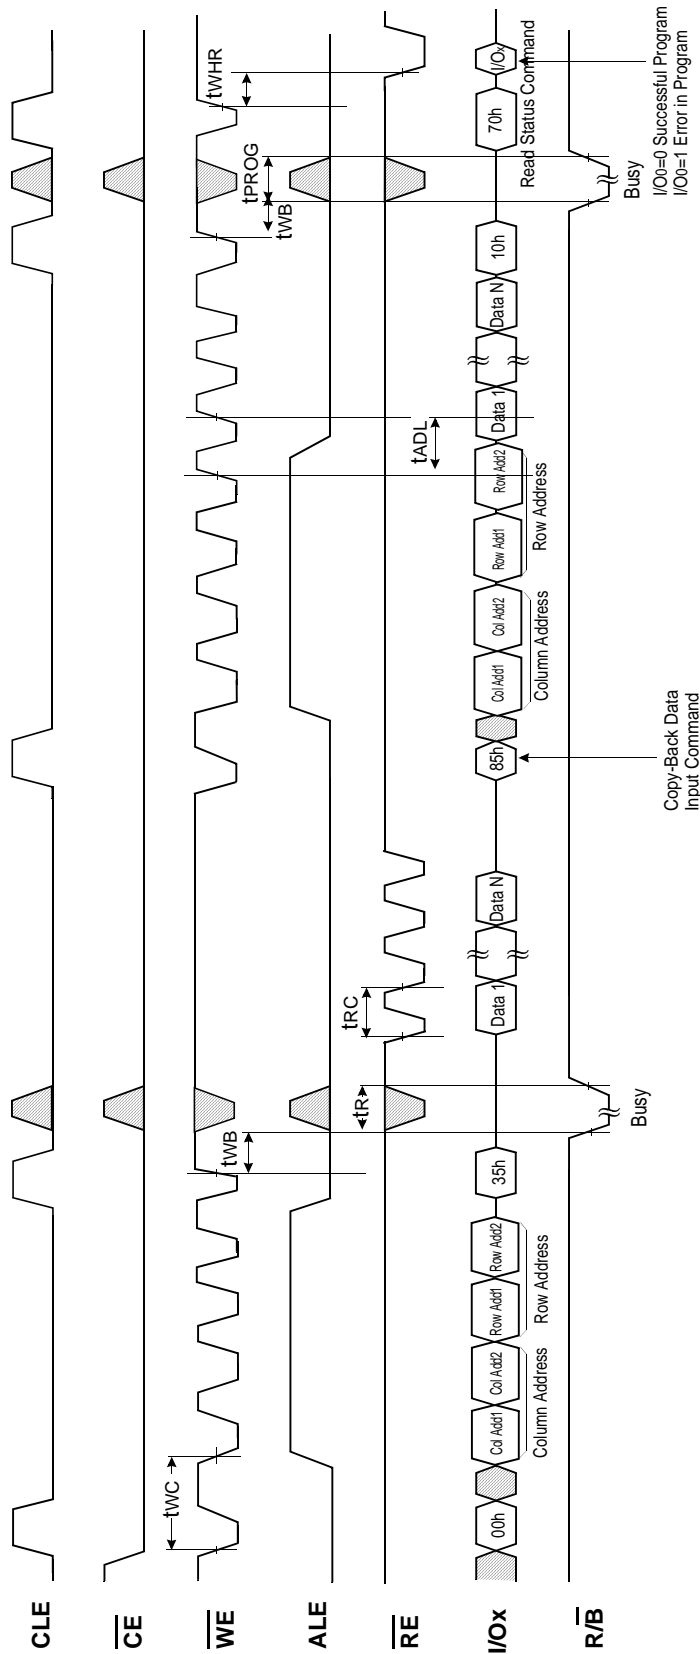 CLE
CE
WE
tWC
tWB
tWB
tPROG
tWHR
ALE
tR
RE
tRC
tADL
I/Ox
00h
Col Add1
Col Add2
Row Add1
Row Add2
35h
Data 1
Data N
85h
Col Add1
Col Add2
Row Add1
Row Add2
Data 1
Data N
10h
70h
I/Ox
Column Address
Row Address
Column Address
Row Address
Read Status Command
R/B
Busy
Busy
Copy-Back Data
Input Command
I/O0=0 Successful Program
I/O0=1 Error in Program